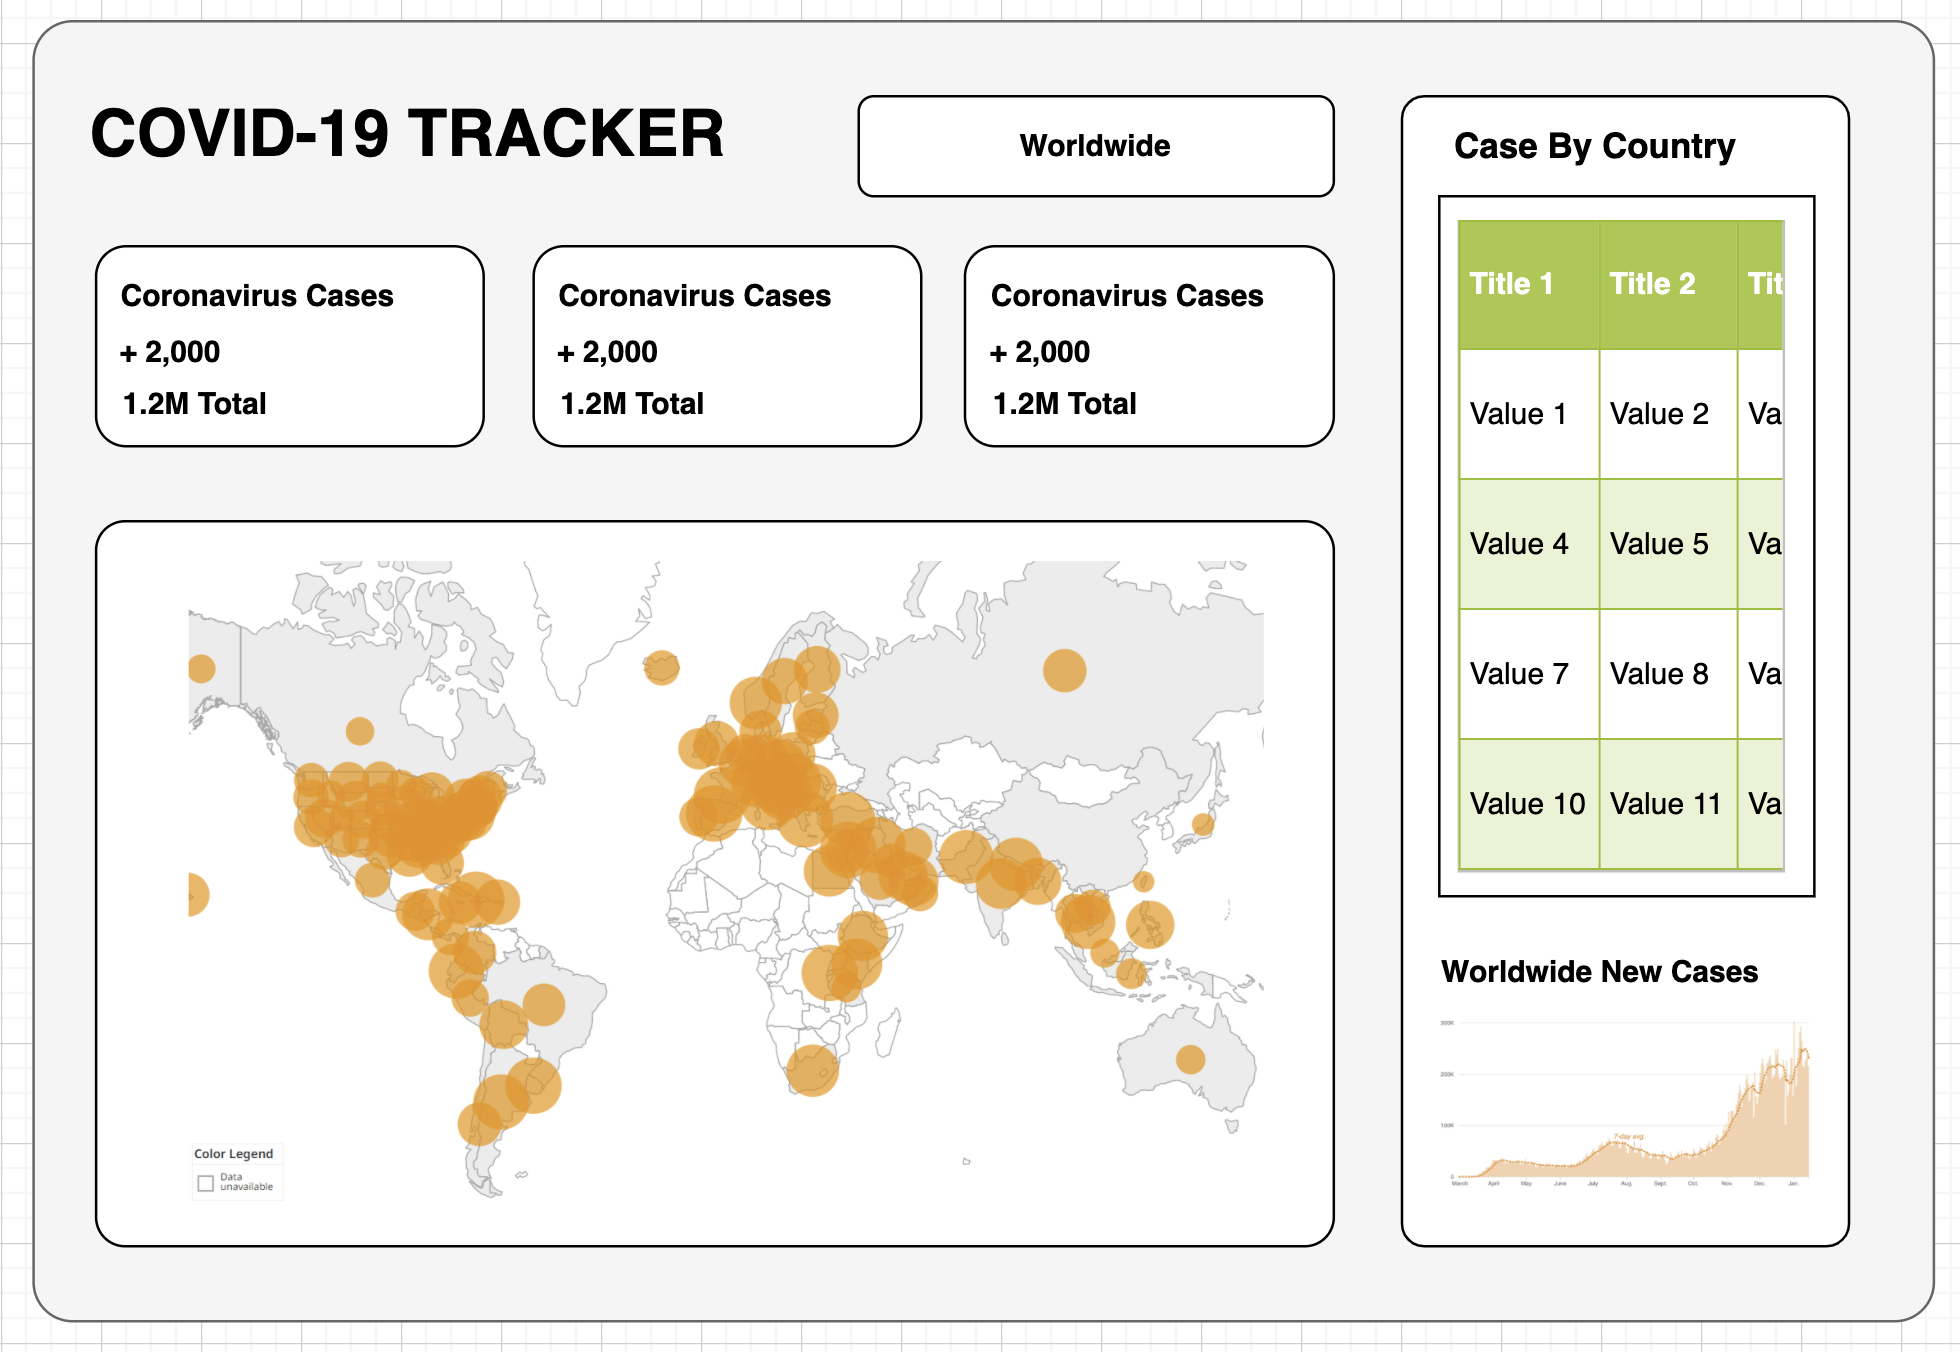 COVID-19 TRACKER
Worldwide
Coronavirus Cases
+ 2,000
1.2M Total
Coronavirus Cases
+ 2,000
1.2M Total
Coronavirus Cases
+ 2,000
1.2M Total
Color Legend
Data
unavailable
Case By Country
Title 1 Title 2 Tit
Value 1 Value 2 Va
Value 4 Value 5 Va
Value 7 Value 8 Va
Value 10 Value 11 Va
Worldwide New Cases
300K
200K
100K
0
7-day avg.
March April May June July Aug. Sept. Oct. Nov. Dec. Jan.